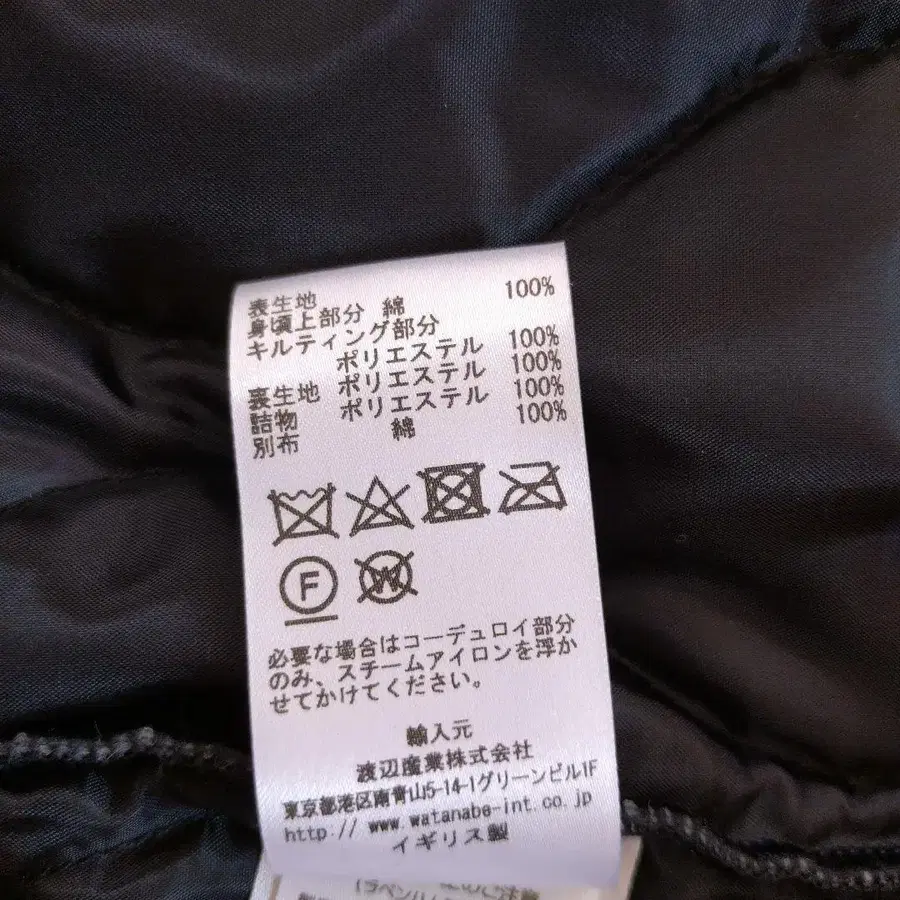 表生地
身頃上部分 綿 100%
キルティング部分
ポリエステル 100%
裏生地 ポリエステル 100%
詰物 ポリエステル 100%
別布 綿 100%
F
W
必要な場合はコーデュロイ部分
のみ、スチームアイロンを浮か
せてかけてください。
輸入元
渡辺産業株式会社
東京都港区南青山5-14-1グリーンビル1F
http:// www.watanabe-int.co.jp
イギリス製